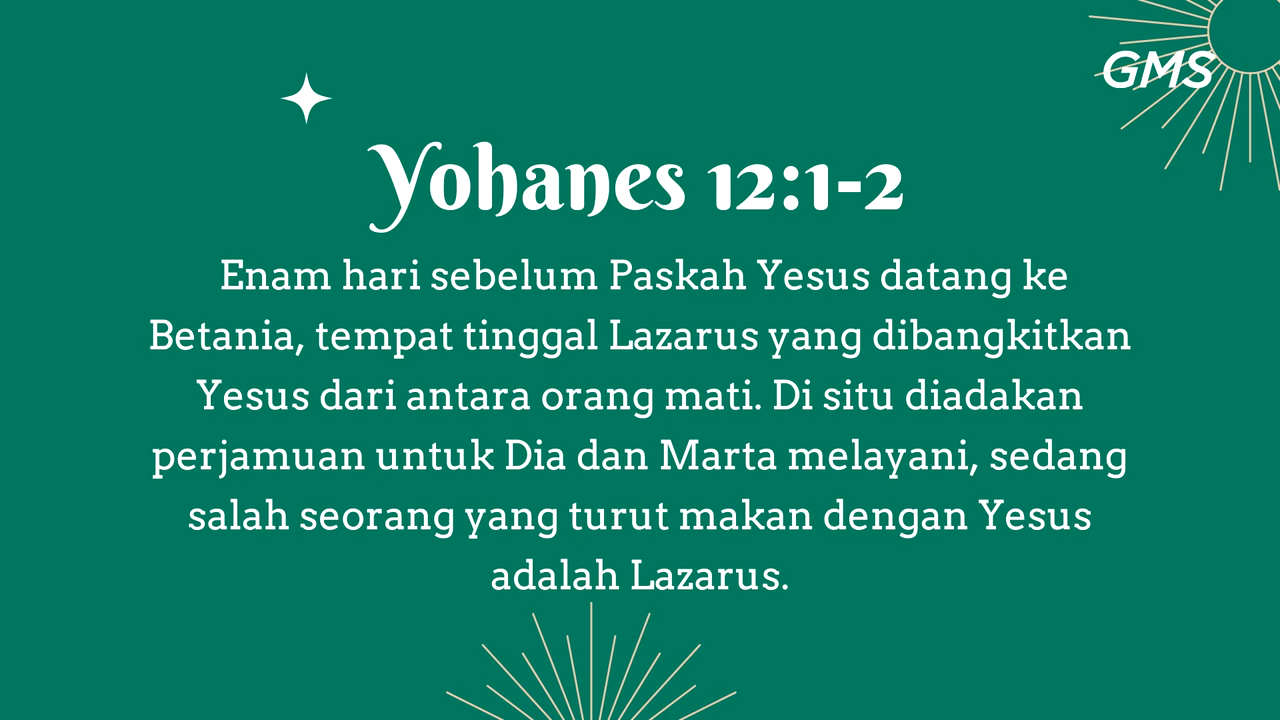 GMS
Yohanes 12:1-2
Enam hari sebelum Paskah Yesus datang ke
Betania, tempat tinggal Lazarus yang dibangkitkan
Yesus dari antara orang mati. Di situ diadakan
perjamuan untuk Dia dan Marta melayani, sedang
salah seorang yang turut makan dengan Yesus
adalah Lazarus.